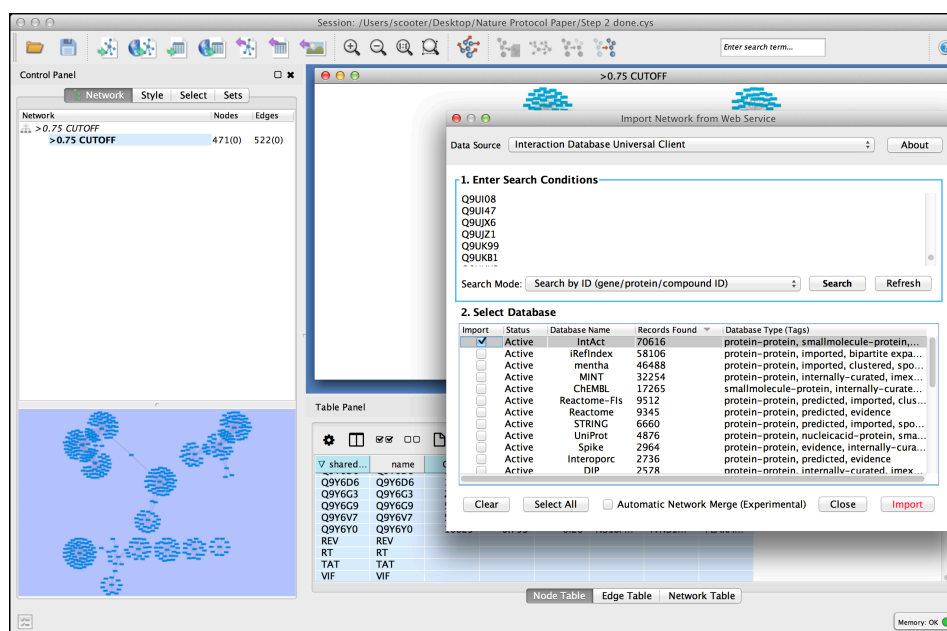 Session: /Users/scooter/Desktop/Nature Protocol Paper/Step 2 done.cys
Enter search term...
Control Panel
Network Style Select Sets
Network Nodes Edges
>0.75 CUTOFF
>0.75 CUTOFF 471(0) 522(0)
>0.75 CUTOFF
Import Network from Web Service
Data Source Interaction Database Universal Client About
1. Enter Search Conditions
Q9UI08
Q9UI47
Q9UJX6
Q9UJZ1
Q9UK99
Q9UKB1
Search Mode: Search by ID (gene/protein/compound ID) Search Refresh
2. Select Database
Import Status Database Name Records Found Database Type (Tags)
Active IntAct 70616 protein-protein, smallmolecule-protein,...
Active iRefIndex 58106 protein-protein, imported, bipartite expa...
Active mentha 46488 protein-protein, imported, clustered, spo...
Active MINT 32254 protein-protein, internally-curated, imex...
Active ChEMBL 17265 smallmolecule-protein, internally-curate...
Active Reactome-FIs 9512 protein-protein, predicted, imported, clus...
Active Reactome 9345 protein-protein, predicted, evidence
Active STRING 6660 protein-protein, predicted, imported, spo...
Active UniProt 4876 protein-protein, nucleicacid-protein, sma...
Active Spike 2964 protein-protein, evidence, internally-cura...
Active Interoporc 2736 protein-protein, predicted, evidence
Active DIP 2578 protein-protein, internally-curated, imex...
Clear Select All Automatic Network Merge (Experimental) Close Import
Table Panel
shared... name
Q9Y6D6 Q9Y6D6
Q9Y6G3 Q9Y6G3
Q9Y6G9 Q9Y6G9
Q9Y6V7 Q9Y6V7
Q9Y6Y0 Q9Y6Y0
REV REV
RT RT
TAT TAT
VIF VIF
Node Table Edge Table Network Table
Memory: OK